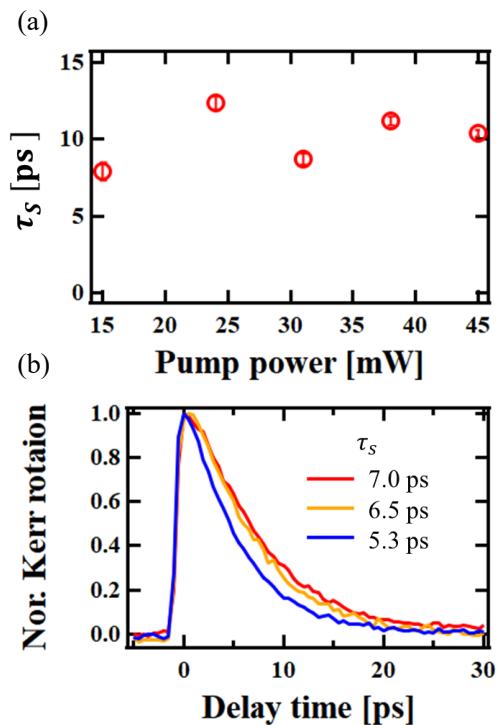 (a)
15
10
5
0
τ_S [ps]
15 20 25 30 35 40 45
Pump power [mW]
(b)
1.0
0.8
0.6
0.4
0.2
0.0
Nor. Kerr rotaion
τ_S
7.0 ps
6.5 ps
5.3 ps
0 10 20 30
Delay time [ps]